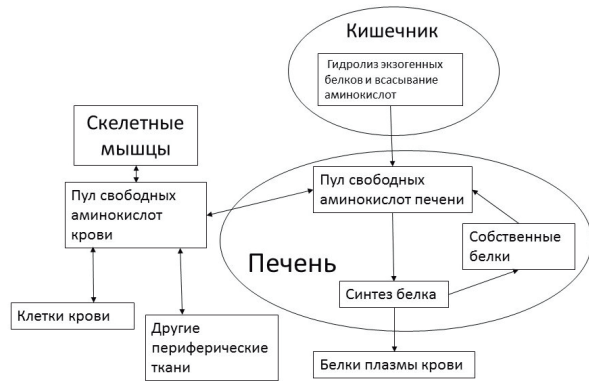 Кишечник
Гидролиз экзогенных
белков и всасывание
аминокислот
Скелетные
мышцы
Пул свободных
аминокислот
крови
Пул свободных
аминокислот печени
Собственные
белки
Печень
Синтез белка
Клетки крови
Другие
периферические
ткани
Белки плазмы крови